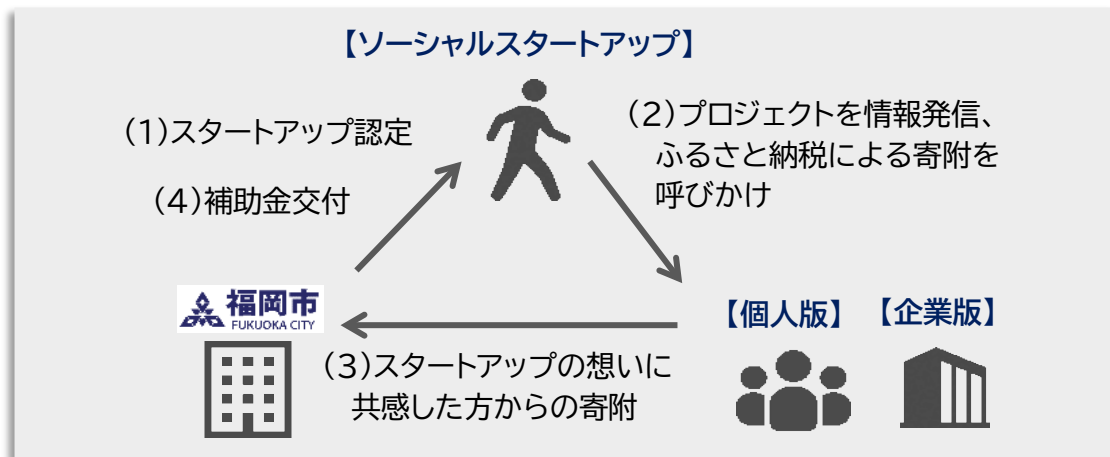 【ソーシャルスタートアップ】
（1）スタートアップ認定
（4）補助金交付
（2）プロジェクトを情報発信、
ふるさと納税による寄附を
呼びかけ
福岡市
FUKUOKA CITY
（3）スタートアップの想いに
共感した方からの寄附
【個人版】
【企業版】